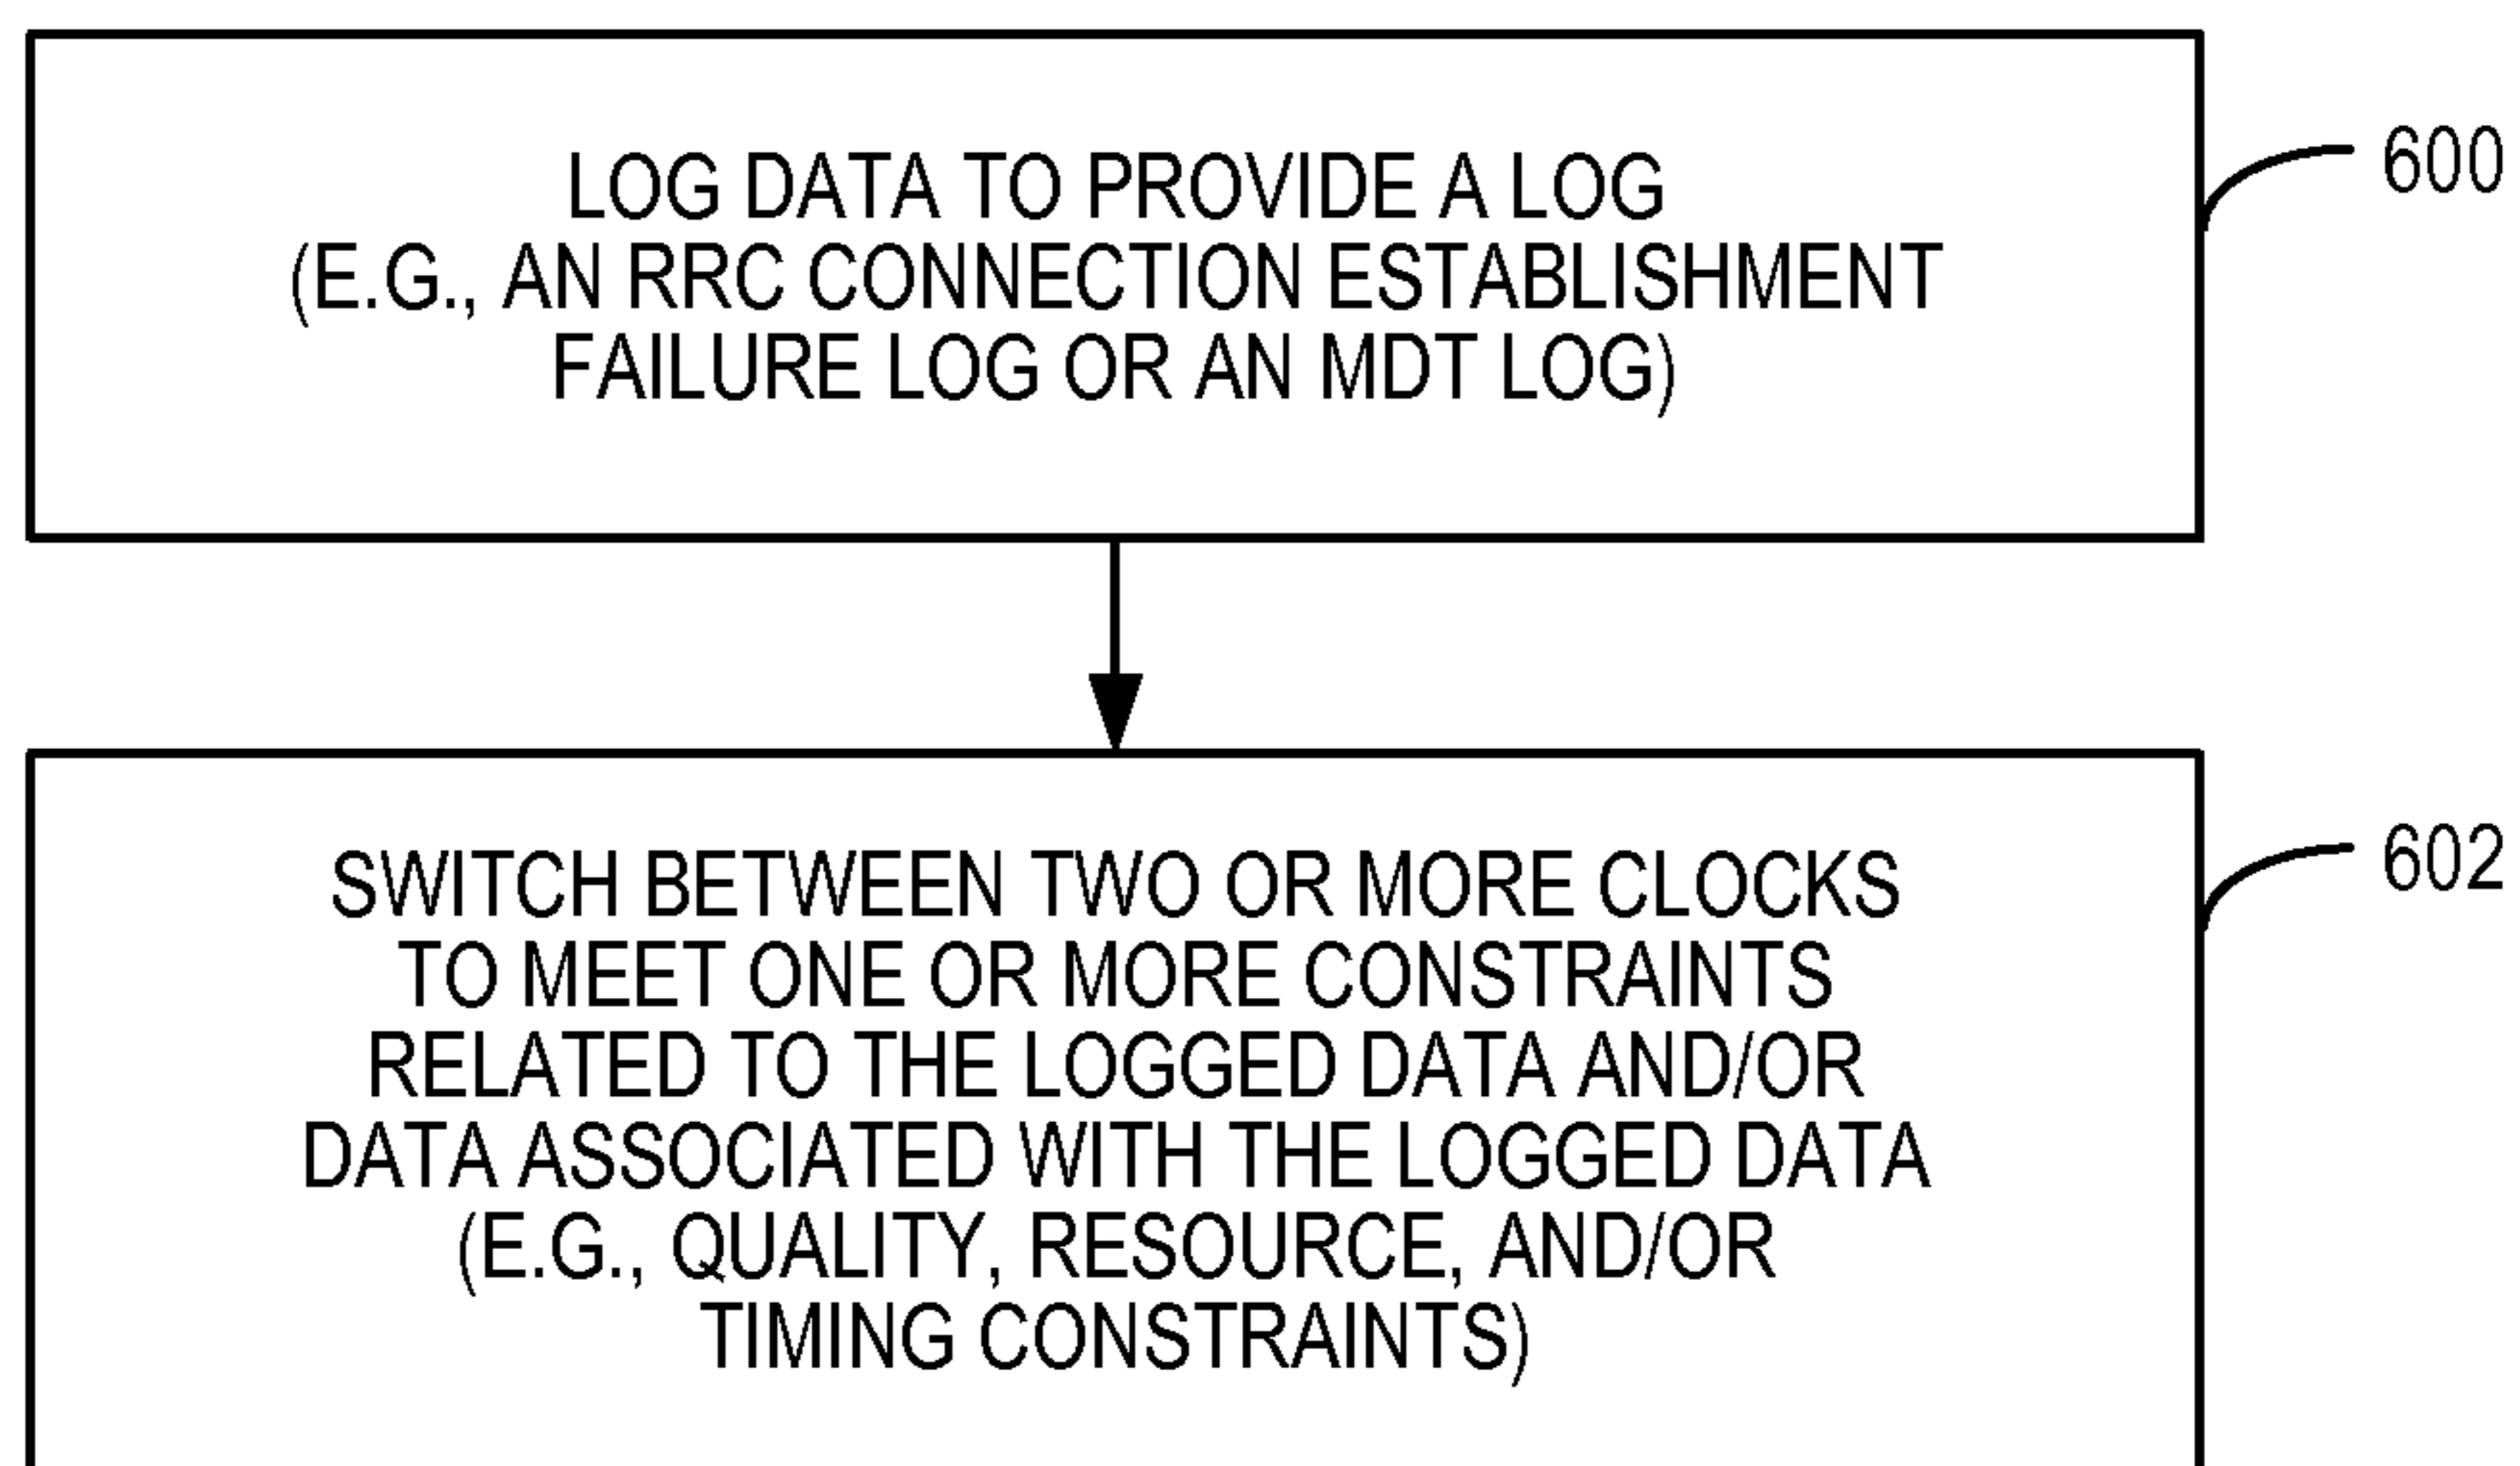 LOG DATA TO PROVIDE A LOG
(E.G., AN RRC CONNECTION ESTABLISHMENT
FAILURE LOG OR AN MDT LOG)
600
SWITCH BETWEEN TWO OR MORE CLOCKS
TO MEET ONE OR MORE CONSTRAINTS
RELATED TO THE LOGGED DATA AND/OR
DATA ASSOCIATED WITH THE LOGGED DATA
(E.G., QUALITY, RESOURCE, AND/OR
TIMING CONSTRAINTS)
602